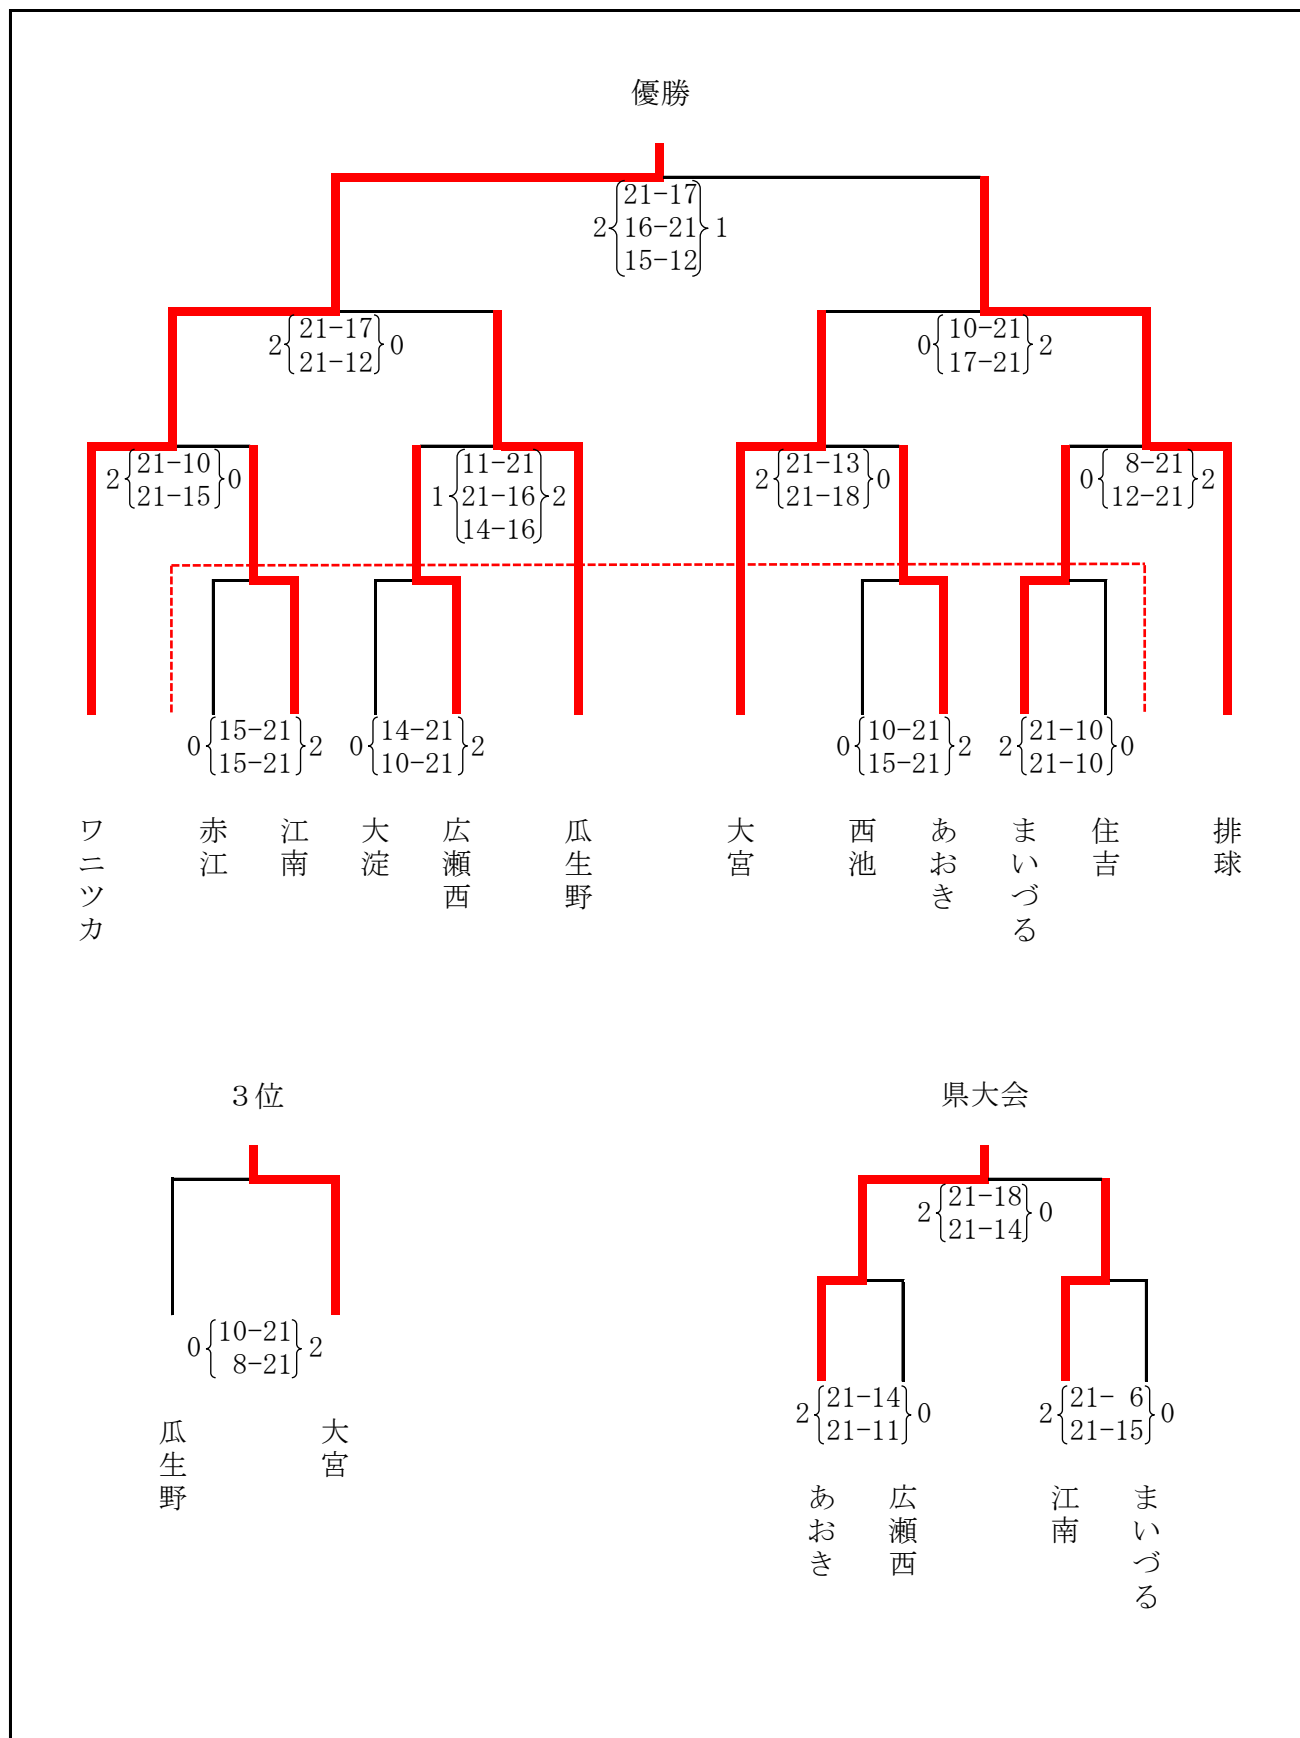 優勝
21-17
2 16-21 1
15-12
21-17
2 0
21-12
10-21
0 2
17-21
21-10
2 0
21-15
11-21
1 21-16 2
14-16
21-13
2 0
21-18
8-21
0 2
12-21
15-21
0 2
15-21
14-21
0 2
10-21
10-21
0 2
15-21
21-10
2 0
21-10
ワニツカ
赤江
江南
大淀
広瀬西
瓜生野
大宮
西池
あおき
まいづる
住吉
排球
３位
10-21
0 2
8-21
瓜生野
大宮
県大会
21-18
2 0
21-14
21-14
2 0
21-11
21- 6
2 0
21-15
あおき
広瀬西
江南
まいづる